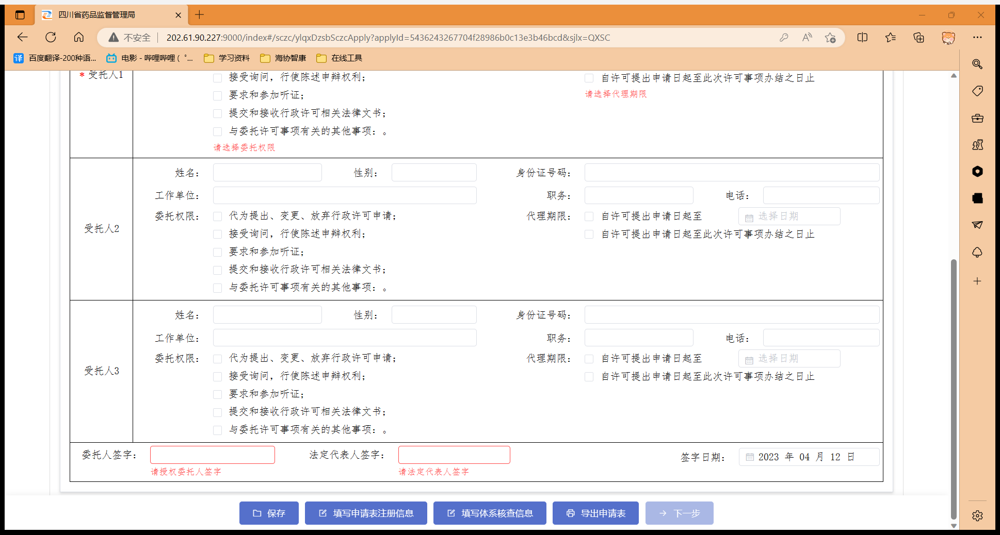 四川省药品监督管理局
不安全 202.61.90.227:9000/index#/sczc/ylqxDzsbSczcApply?applyId=5436243267704f28986b0c13e3b46bcd&sjlx=QXSC
百度翻译-200种语... 电影 - 哔哩哔哩 ( ゜... 学习资料 海协智康 在线工具
* 受托人1 接受询问，行使陈述申辩权利； 自许可提出申请日起至此次许可事项办结之日止
要求和参加听证； 请选择代理期限
提交和接收行政许可相关法律文书；
与委托许可事项有关的其他事项：。
请选择委托权限
受托人2
姓名： 性别： 身份证号码：
工作单位： 职务： 电话：
委托权限： 代为提出、变更、放弃行政许可申请； 代理期限： 自许可提出申请日起至 选择日期
接受询问，行使陈述申辩权利； 自许可提出申请日起至此次许可事项办结之日止
要求和参加听证；
提交和接收行政许可相关法律文书；
与委托许可事项有关的其他事项：。
受托人3
姓名： 性别： 身份证号码：
工作单位： 职务： 电话：
委托权限： 代为提出、变更、放弃行政许可申请； 代理期限： 自许可提出申请日起至 选择日期
接受询问，行使陈述申辩权利； 自许可提出申请日起至此次许可事项办结之日止
要求和参加听证；
提交和接收行政许可相关法律文书；
与委托许可事项有关的其他事项：。
委托人签字： 法定代表人签字： 签字日期： 2023 年 04 月 12 日
请授权委托人签字 请法定代表人签字
保存 填写申请表注册信息 填写体系核查信息 导出申请表 下一步